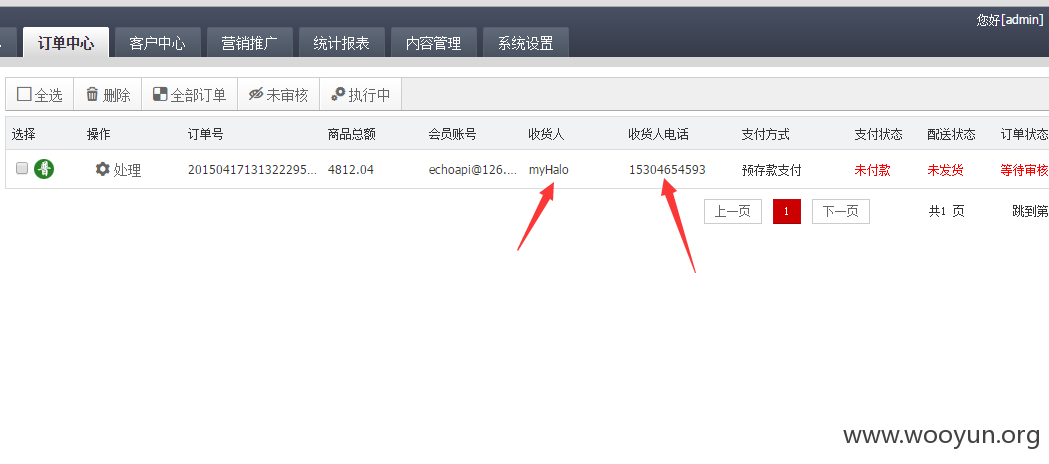 您好[admin]
订单中心 客户中心 营销推广 统计报表 内容管理 系统设置
全选 删除 全部订单 未审核 执行中
选择 操作 订单号 商品总额 会员账号 收货人 收货人电话 支付方式 支付状态 配送状态 订单状态
普 处理 20150417131322295... 4812.04 echoapi@126.... myHalo 15304654593 预存款支付 未付款 未发货 等待审核
上一页 1 下一页 共1 页 跳到第
www.wooyun.org